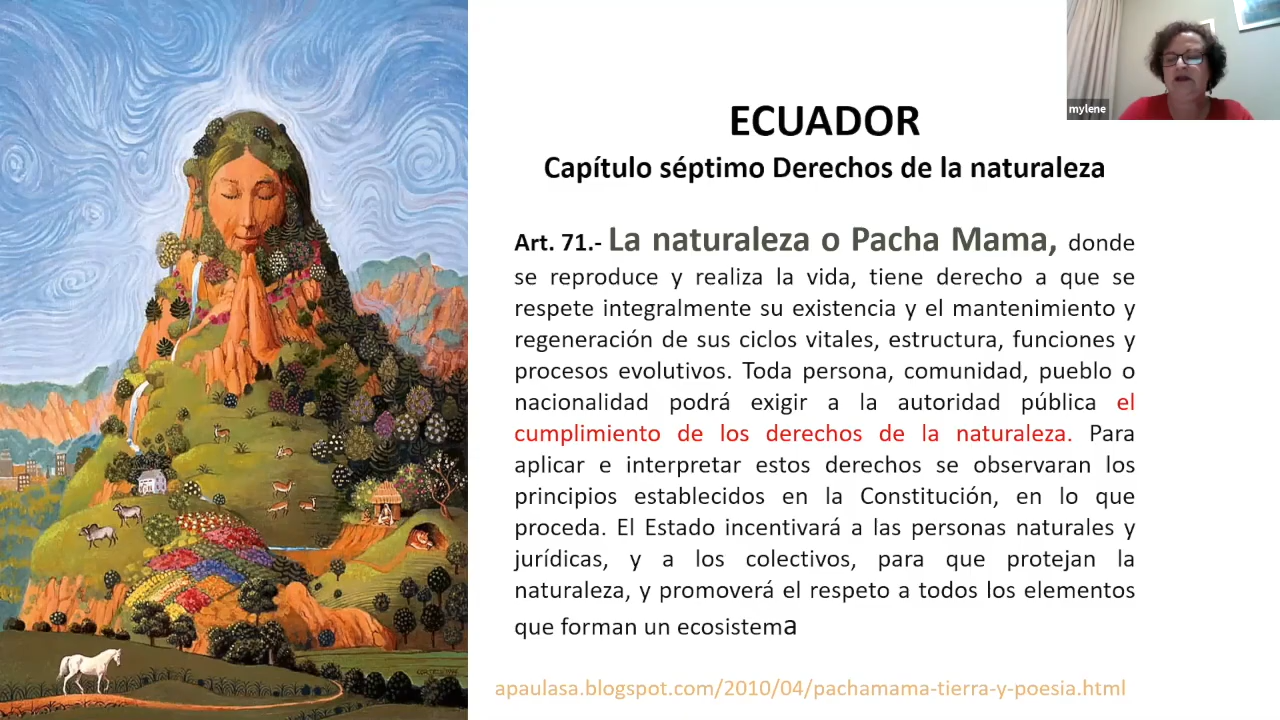 mylene
ECUADOR
Capítulo séptimo Derechos de la naturaleza
Art. 71.- La naturaleza o Pacha Mama, donde
se reproduce y realiza la vida, tiene derecho a que se
respete integralmente su existencia y el mantenimiento y
regeneración de sus ciclos vitales, estructura, funciones y
procesos evolutivos. Toda persona, comunidad, pueblo o
nacionalidad podrá exigir a la autoridad pública el
cumplimiento de los derechos de la naturaleza. Para
aplicar e interpretar estos derechos se observaran los
principios establecidos en la Constitución, en lo que
proceda. El Estado incentivará a las personas naturales y
jurídicas, y a los colectivos, para que protejan la
naturaleza, y promoverá el respeto a todos los elementos
que forman un ecosistema
apaulasa.blogspot.com/2010/04/pachamama-tierra-y-poesia.html